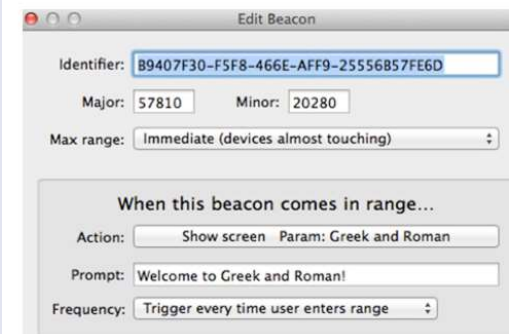 Edit Beacon
Identifier: B9407F30-F5F8-466E-AFF9-25556B57FE6D
Major: 57810 Minor: 20280
Max range: Immediate (devices almost touching)
When this beacon comes in range...
Action: Show screen Param: Greek and Roman
Prompt: Welcome to Greek and Roman!
Frequency: Trigger every time user enters range